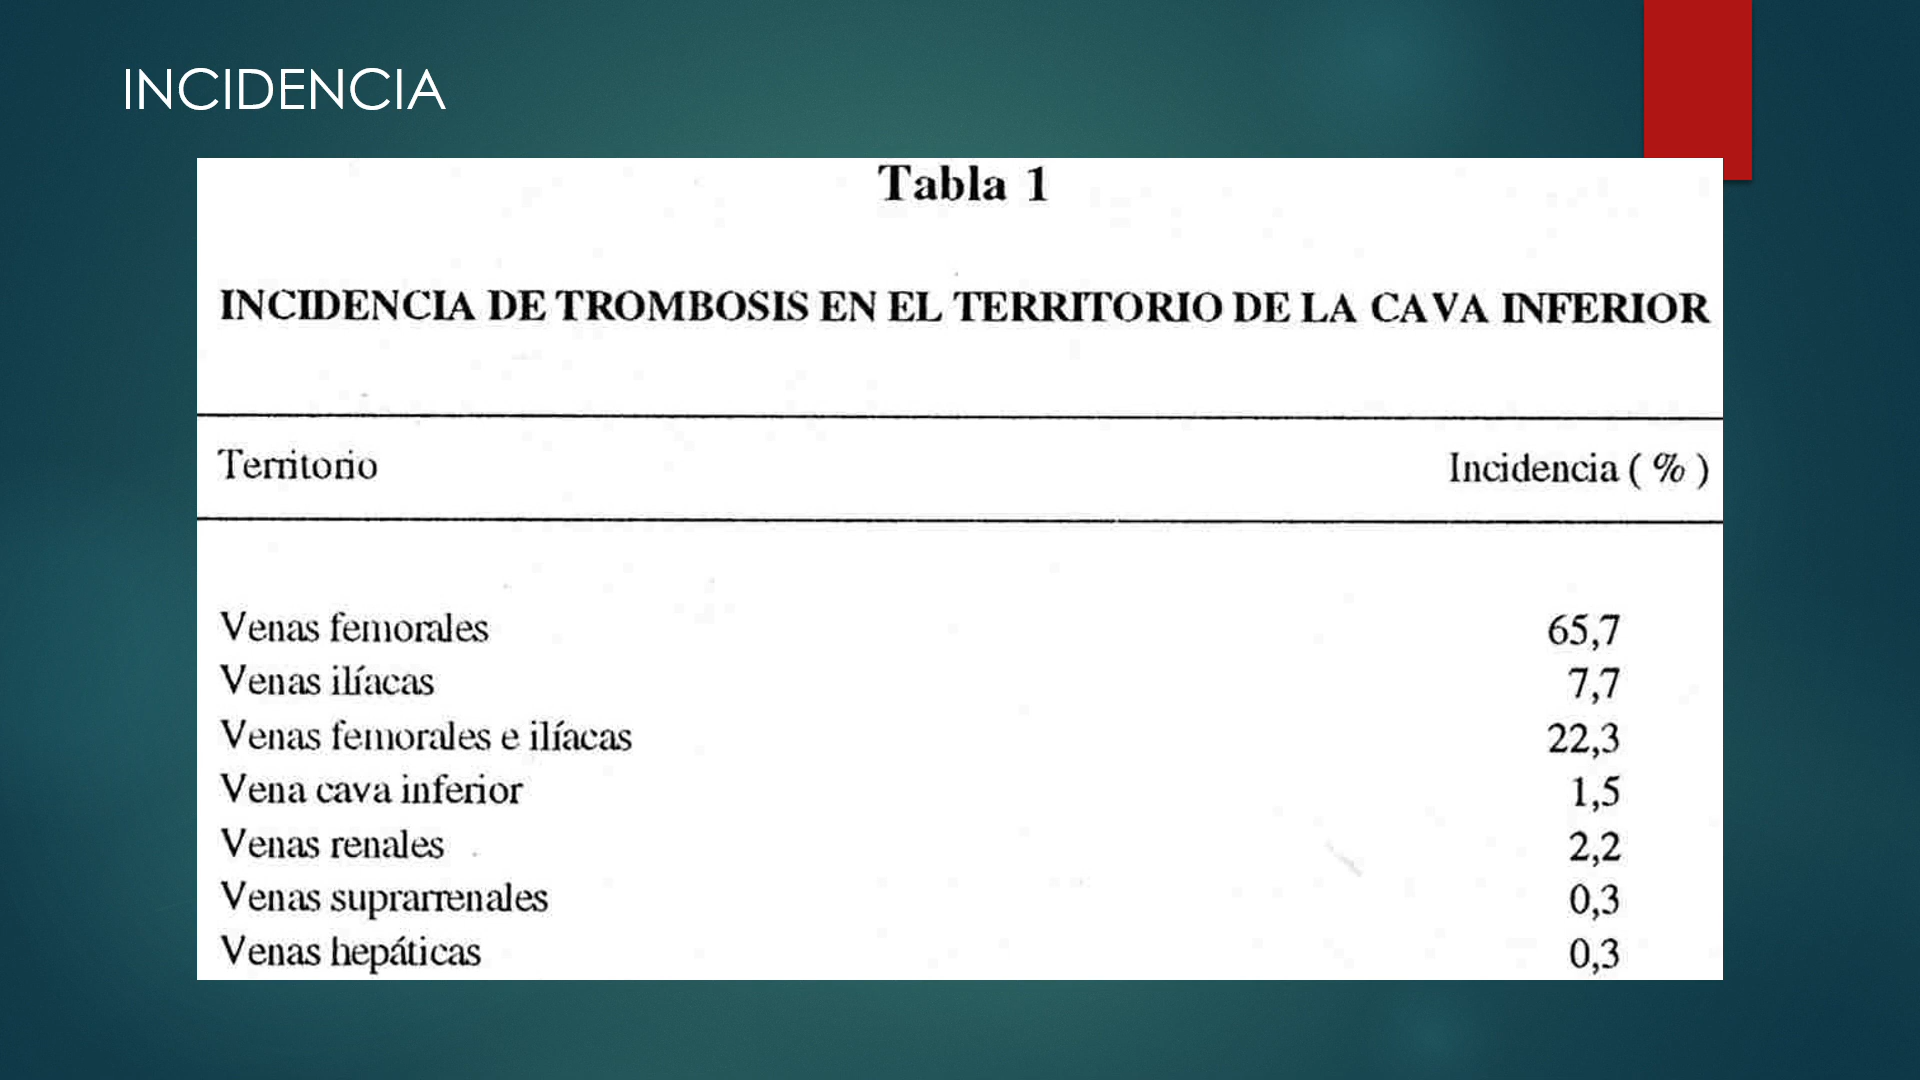 INCIDENCIA
Tabla 1
INCIDENCIA DE TROMBOSIS EN EL TERRITORIO DE LA CAVA INFERIOR
Territorio Incidencia ( % )
Venas femorales 65,7
Venas ilíacas 7,7
Venas femorales e ilíacas 22,3
Vena cava inferior 1,5
Venas renales 2,2
Venas suprarrenales 0,3
Venas hepáticas 0,3